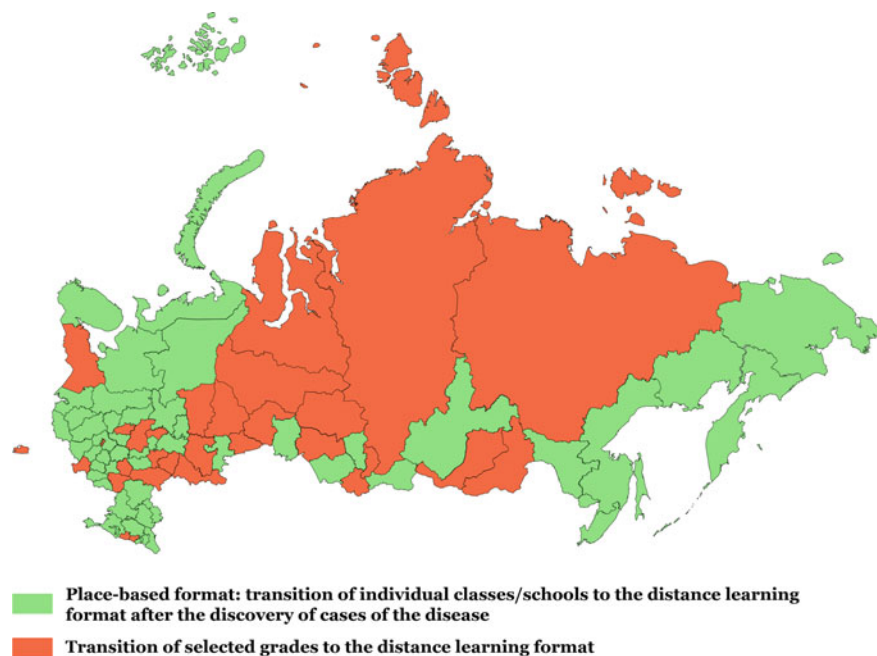 Place-based format: transition of individual classes/schools to the distance learning
format after the discovery of cases of the disease
Transition of selected grades to the distance learning format